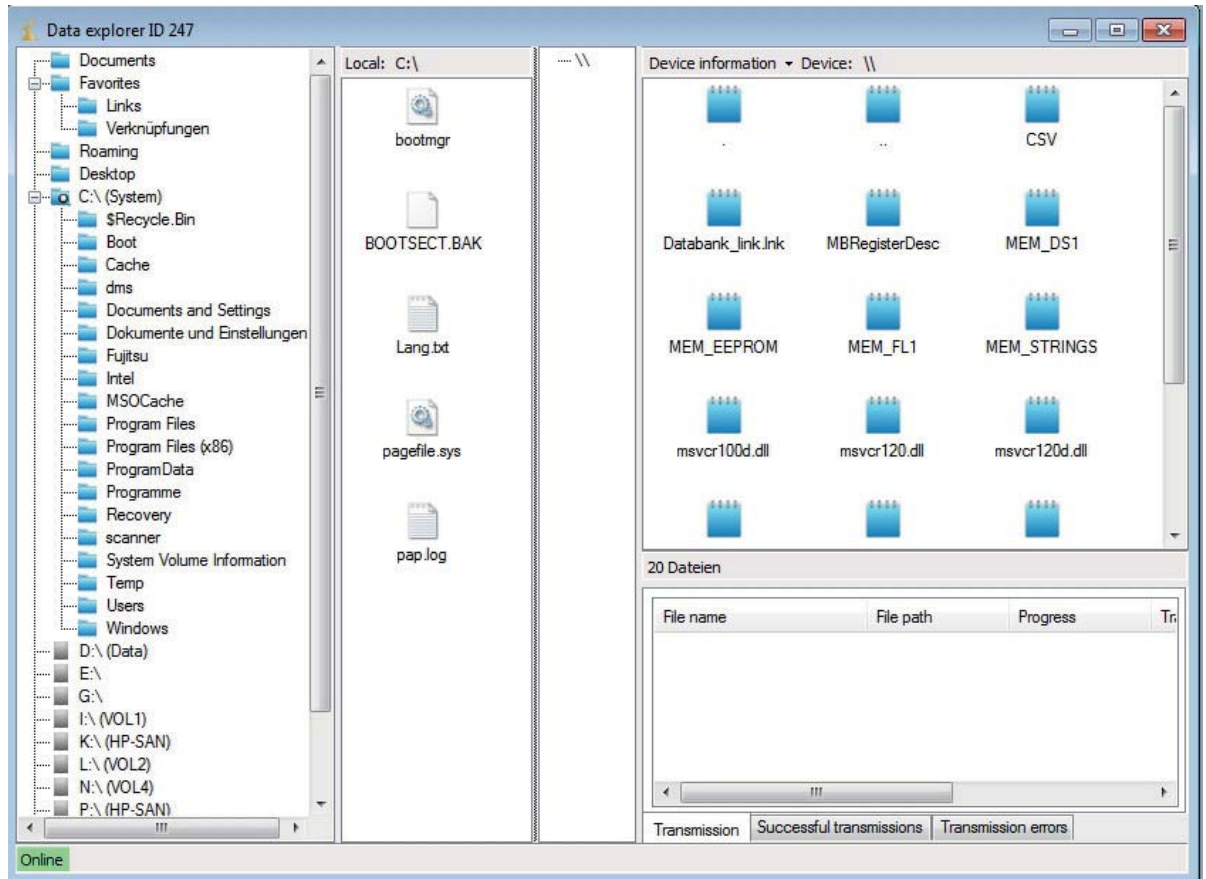 Data explorer ID 247
Documents
Favorites
Links
Verknüpfungen
Roaming
Desktop
C:\ (System)
$Recycle.Bin
Boot
Cache
dms
Documents and Settings
Dokumente und Einstellungen
Fujitsu
Intel
MSOCache
Program Files
Program Files (x86)
ProgramData
Programme
Recovery
scanner
System Volume Information
Temp
Users
Windows
D:\ (Data)
E:\
G:\
I:\ (VOL1)
K:\ (HP-SAN)
L:\ (VOL2)
N:\ (VOL4)
P:\ (HP-SAN)
Local: C:\
bootmgr
BOOTSECT.BAK
Lang.txt
pagefile.sys
pap.log
\\
Device information Device: \\
. .. CSV
Databank_link.lnk MBRegisterDesc MEM_DS1
MEM_EEPROM MEM_FL1 MEM_STRINGS
msvcr100d.dll msvcr120.dll msvcr120d.dll
20 Dateien
File name File path Progress
Transmission Successful transmissions Transmission errors
Online